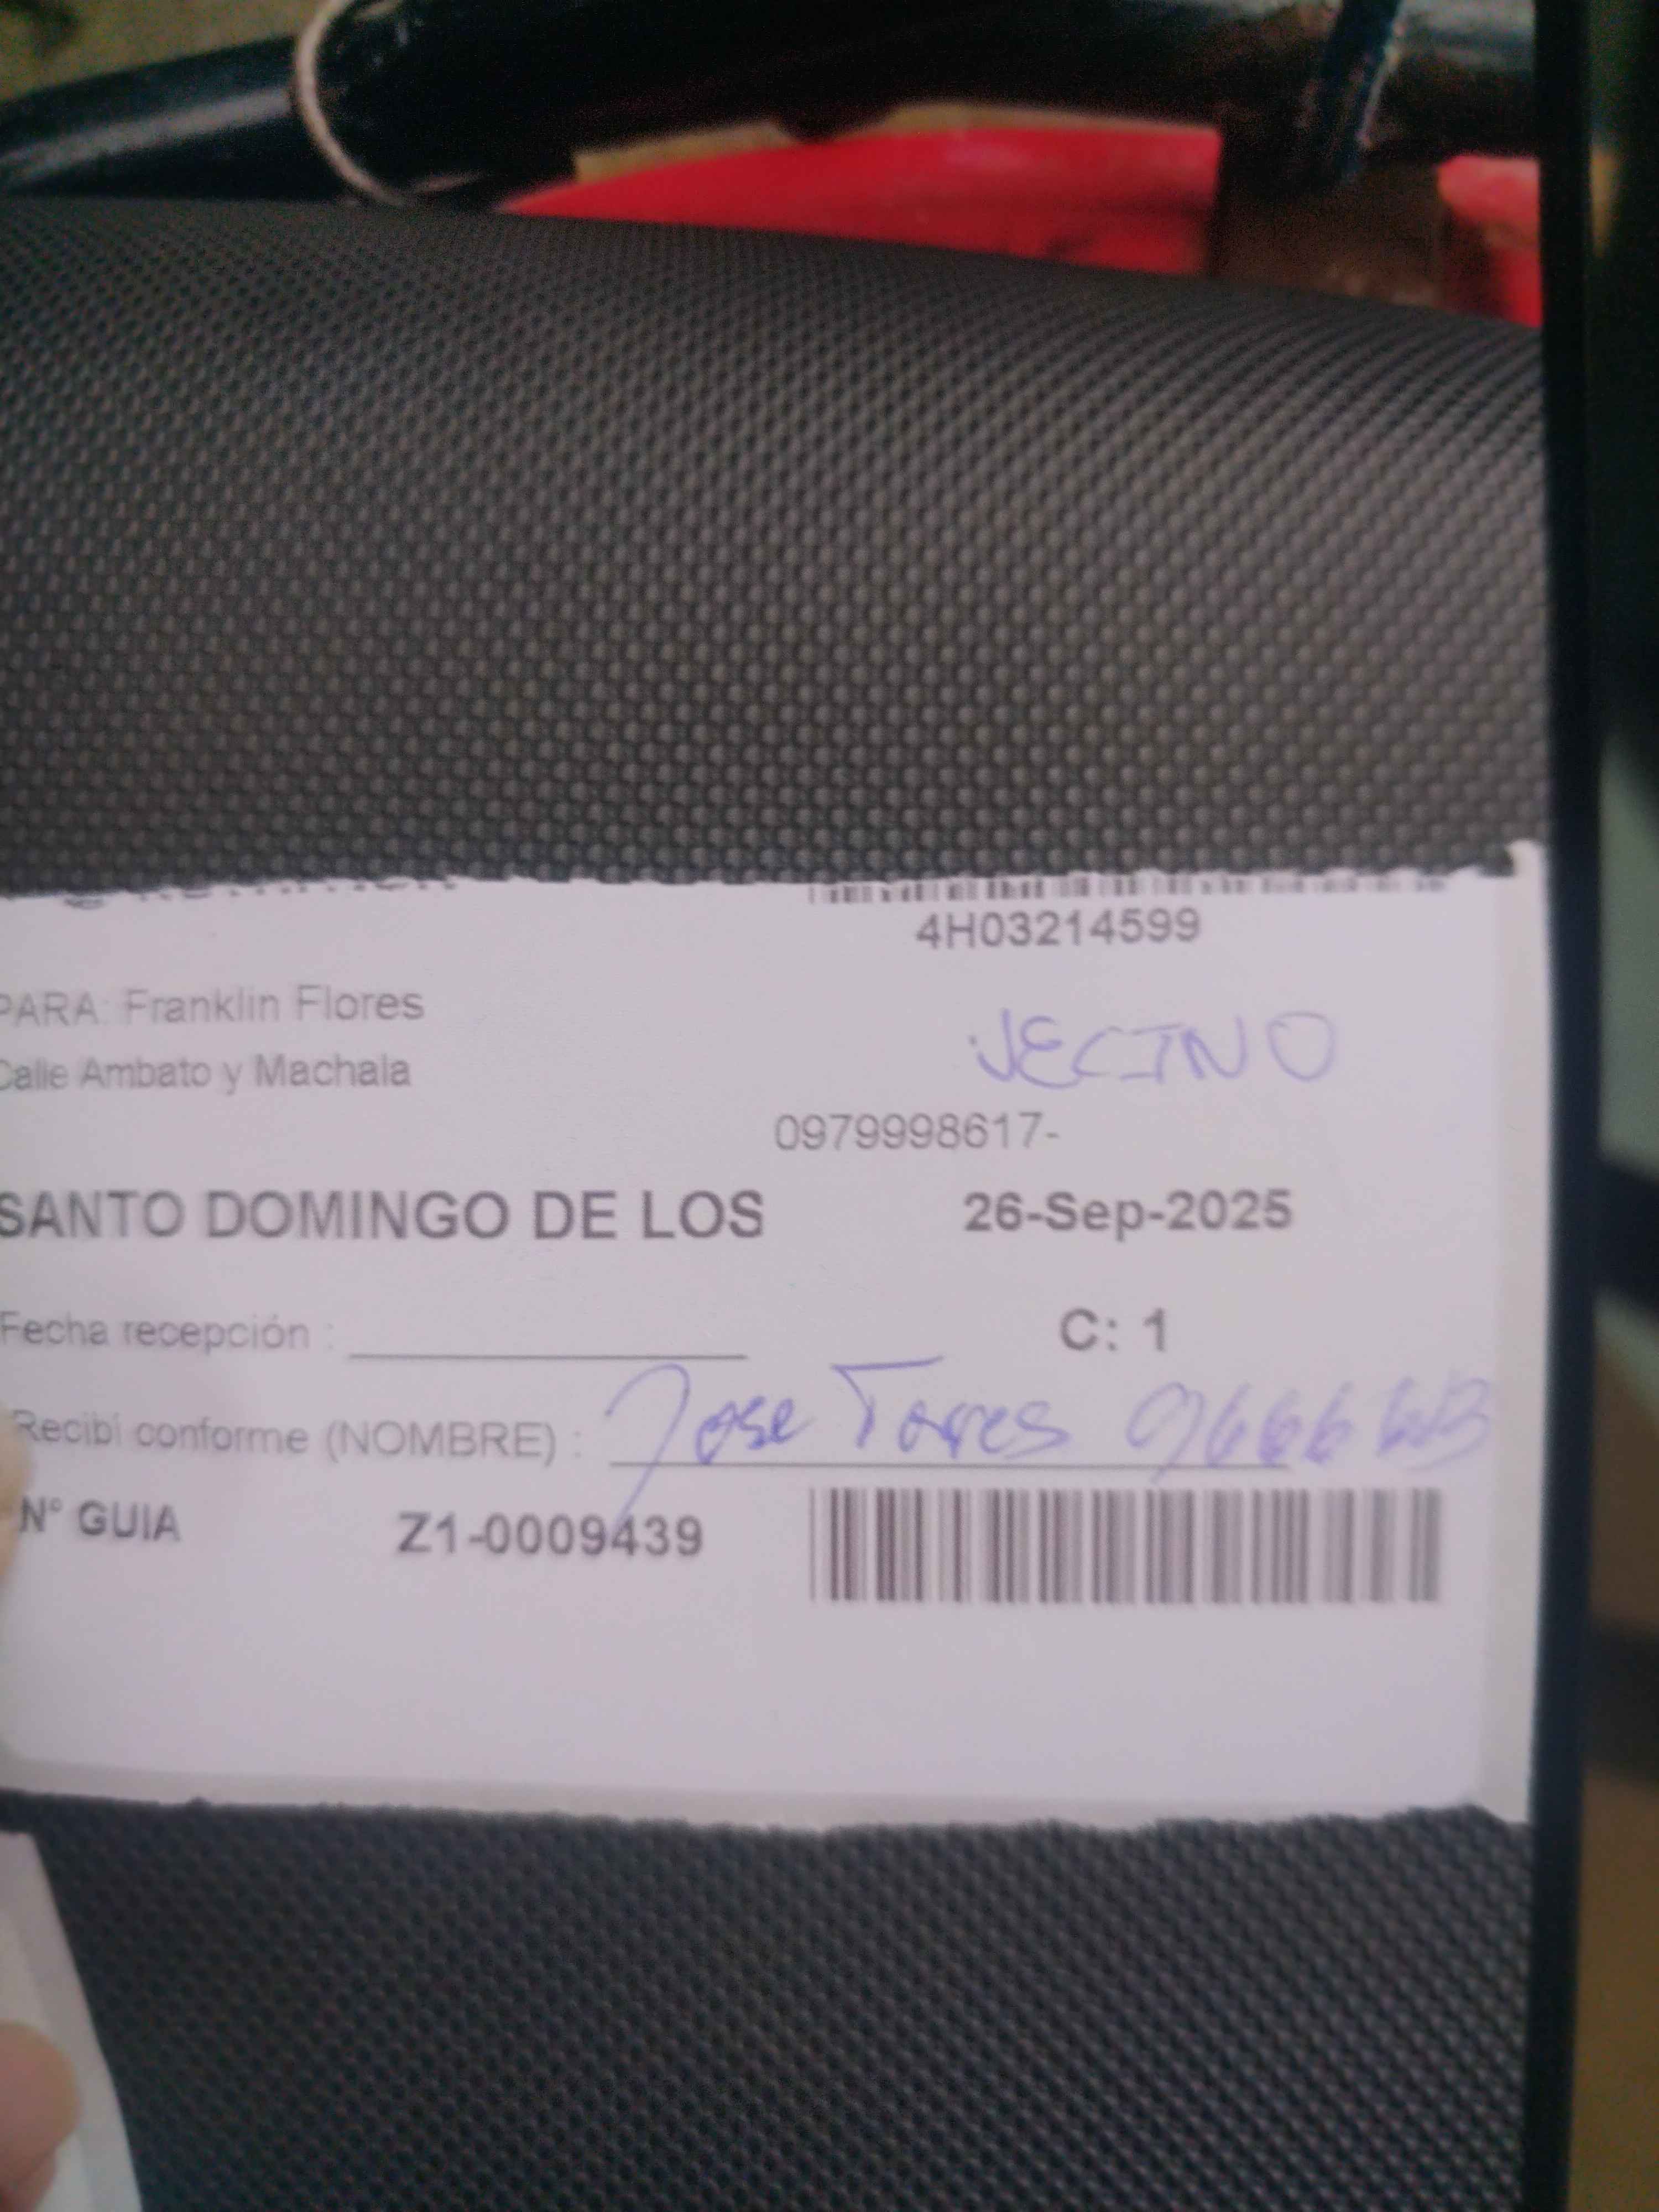 4H03214599
PARA: Franklin Flores
VECINO
Calle Ambato y Machala
0979998617-
SANTO DOMINGO DE LOS 26-Sep-2025
Fecha recepción : C: 1
Recibí conforme (NOMBRE) : Jose Torres
N° GUIA Z1-0009439